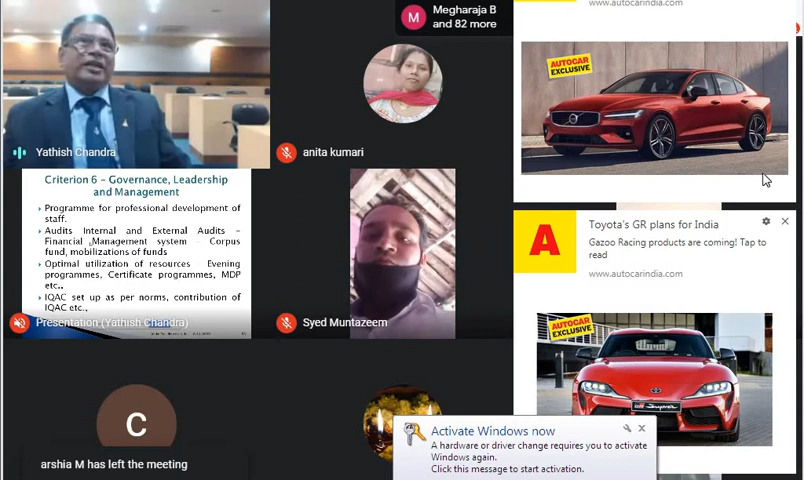 Megharaja B
and 82 more
www.autocarindia.com
AUTOCAR
EXCLUSIVE
Yathish Chandra
anita kumari
Criterion 6 – Governance, Leadership
and Management
Programme for professional development of
staff.
Audits Internal and External Audits –
Financial Management system – Corpus
fund, mobilizations of funds
Optimal utilization of resources – Evening
programmes, Certificate programmes, MDP
etc..
IQAC set up as per norms, contribution of
IQAC etc.,
Presentation (Yathish Chandra)
Syed Muntazeem
A
Toyota's GR plans for India
Gazoo Racing products are coming! Tap to
read
www.autocarindia.com
AUTOCAR
EXCLUSIVE
GR Supra
C
arshia M has left the meeting
Activate Windows now
A hardware or driver change requires you to activate
Windows again.
Click this message to start activation.